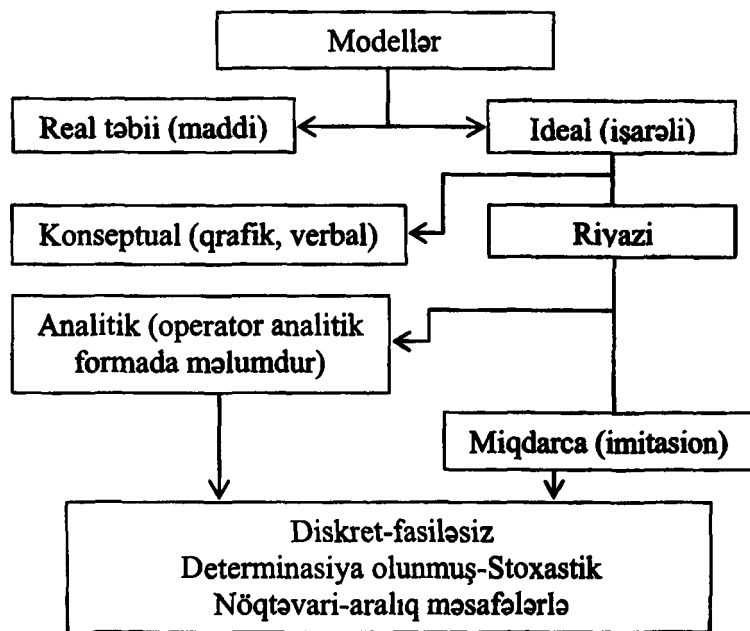 Modellər
Real təbii (maddi)
Ideal (işarəli)
Konseptual (qrafik, verbal)
Riyazi
Analitik (operator analitik
formada məlumdur)
Miqdarca (imitasion)
Diskret-fasiləsiz
Determinasiya olunmuş-Stoxastik
Nöqtəvari-aralıq məsafələrlə